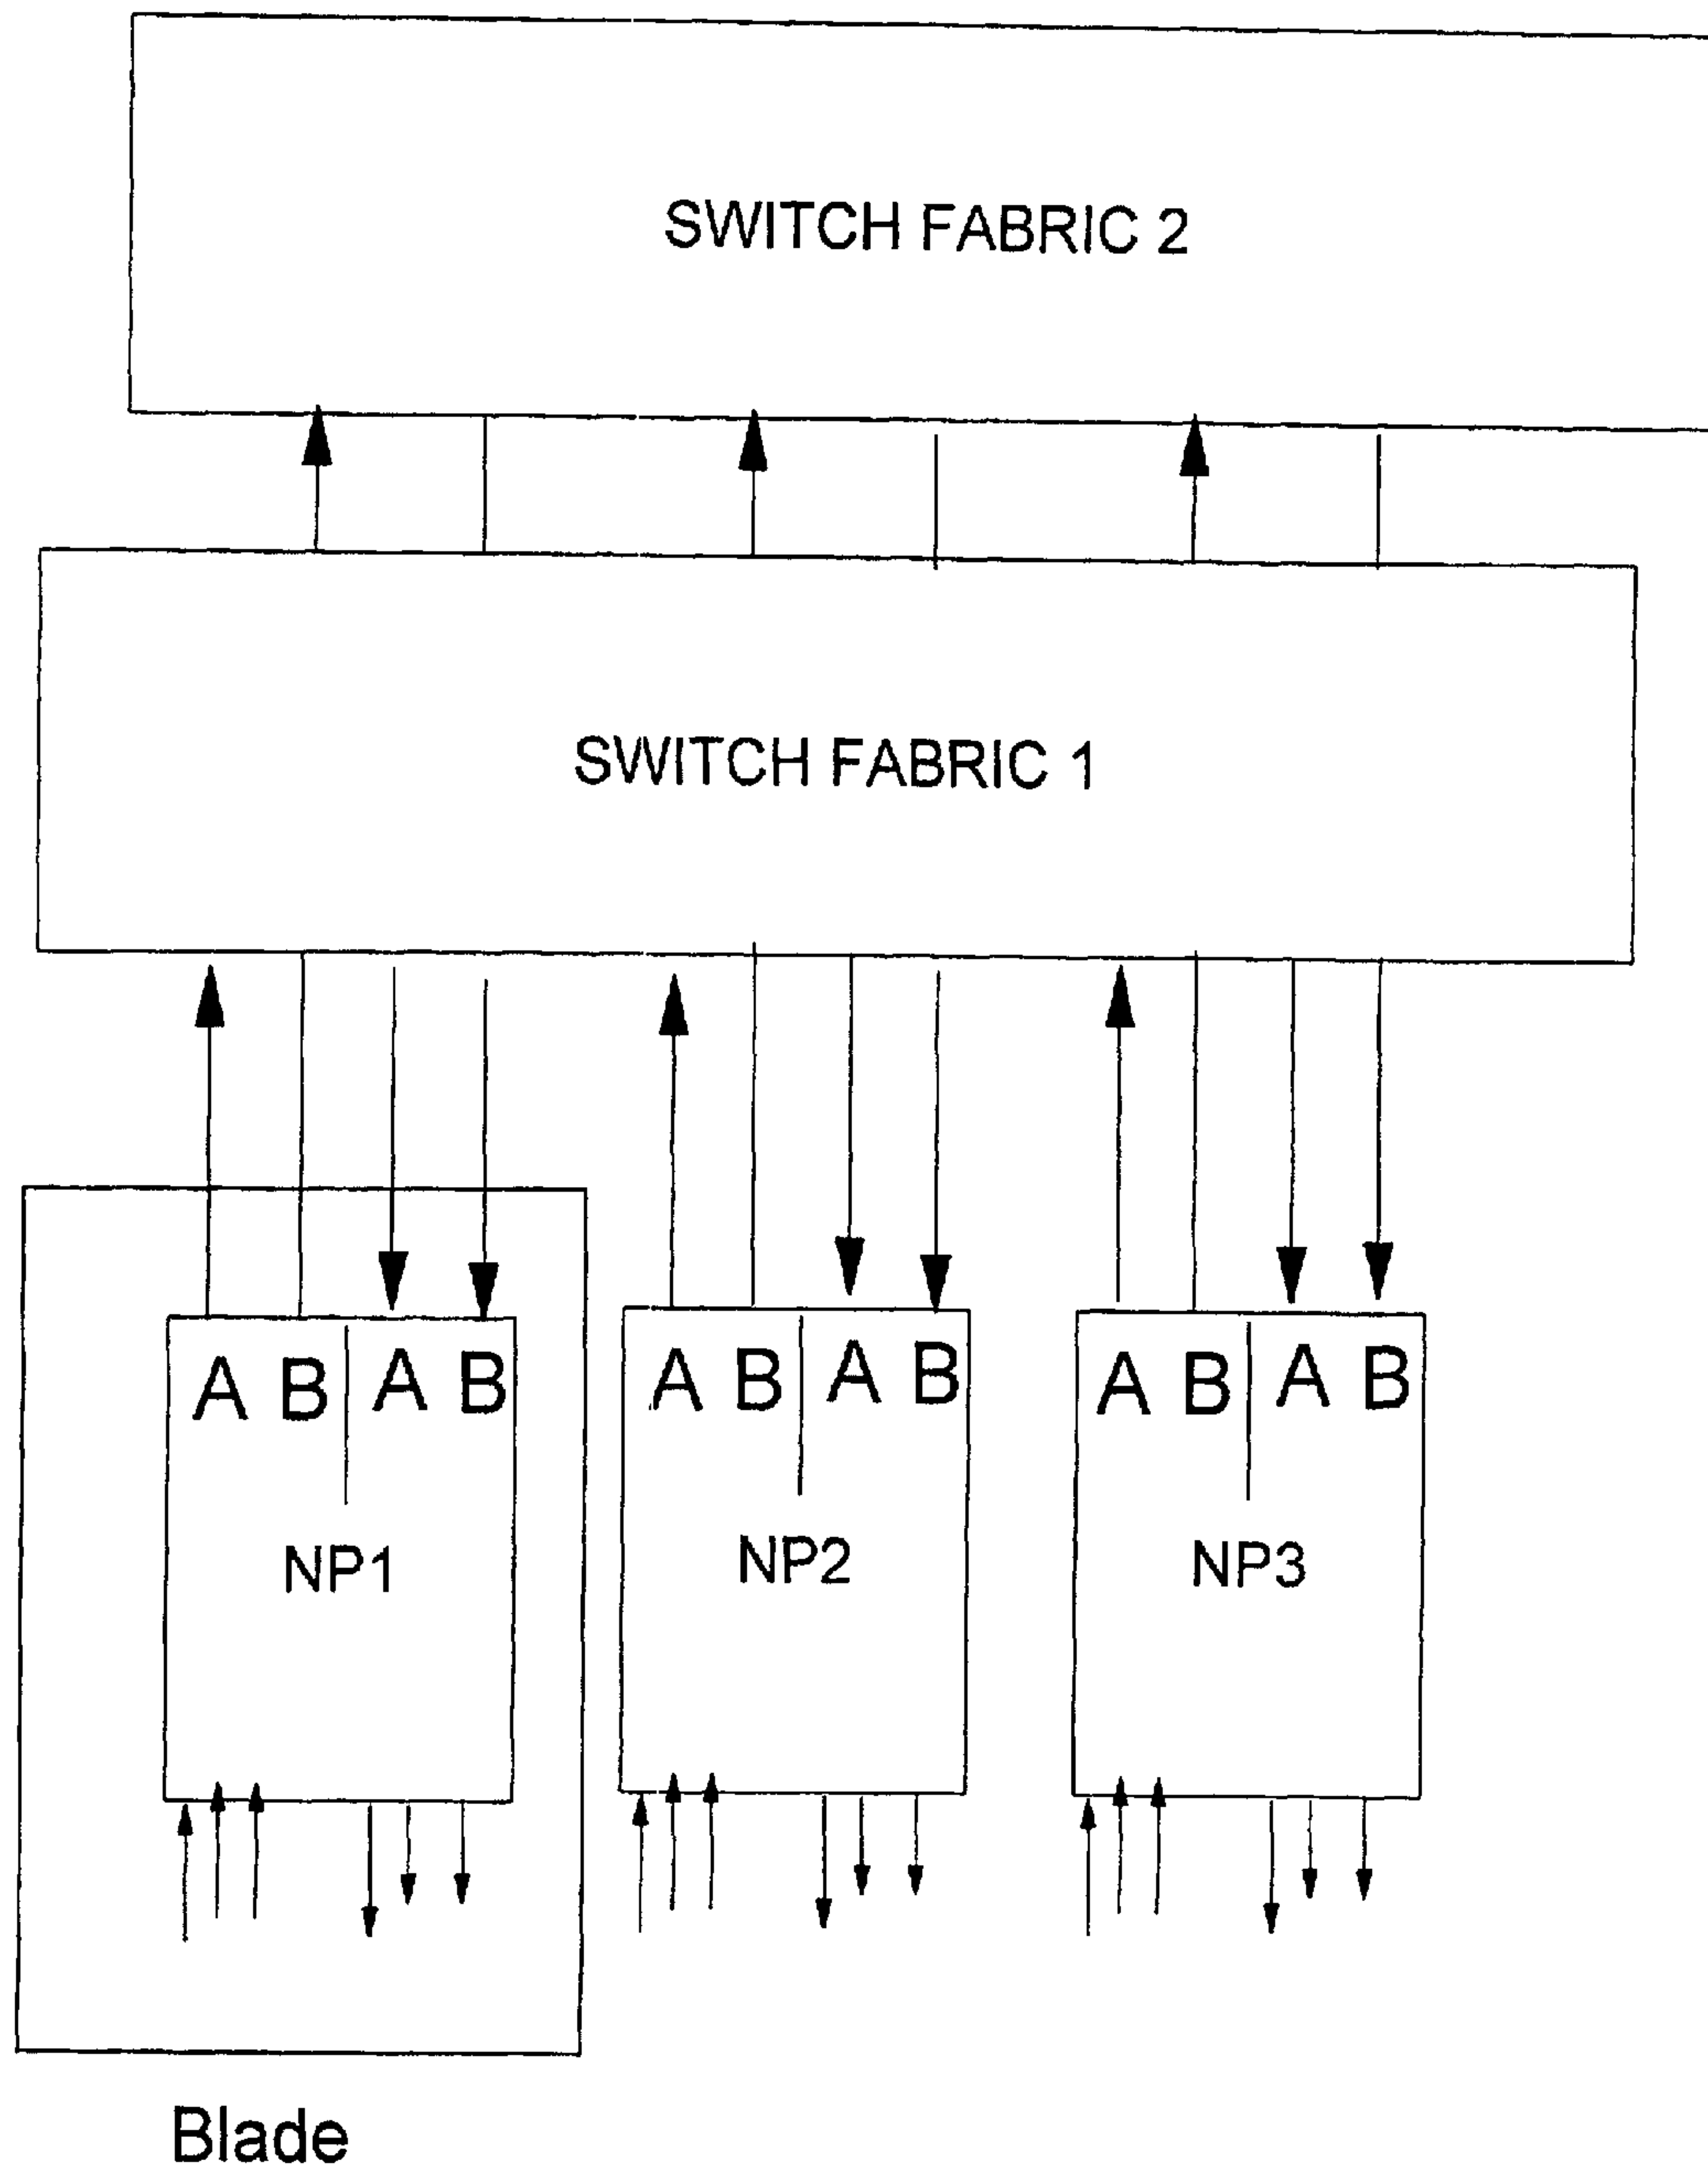 SWITCH FABRIC 2
SWITCH FABRIC 1
A B A B A B A B A B A B
NP1 NP2 NP3
Blade